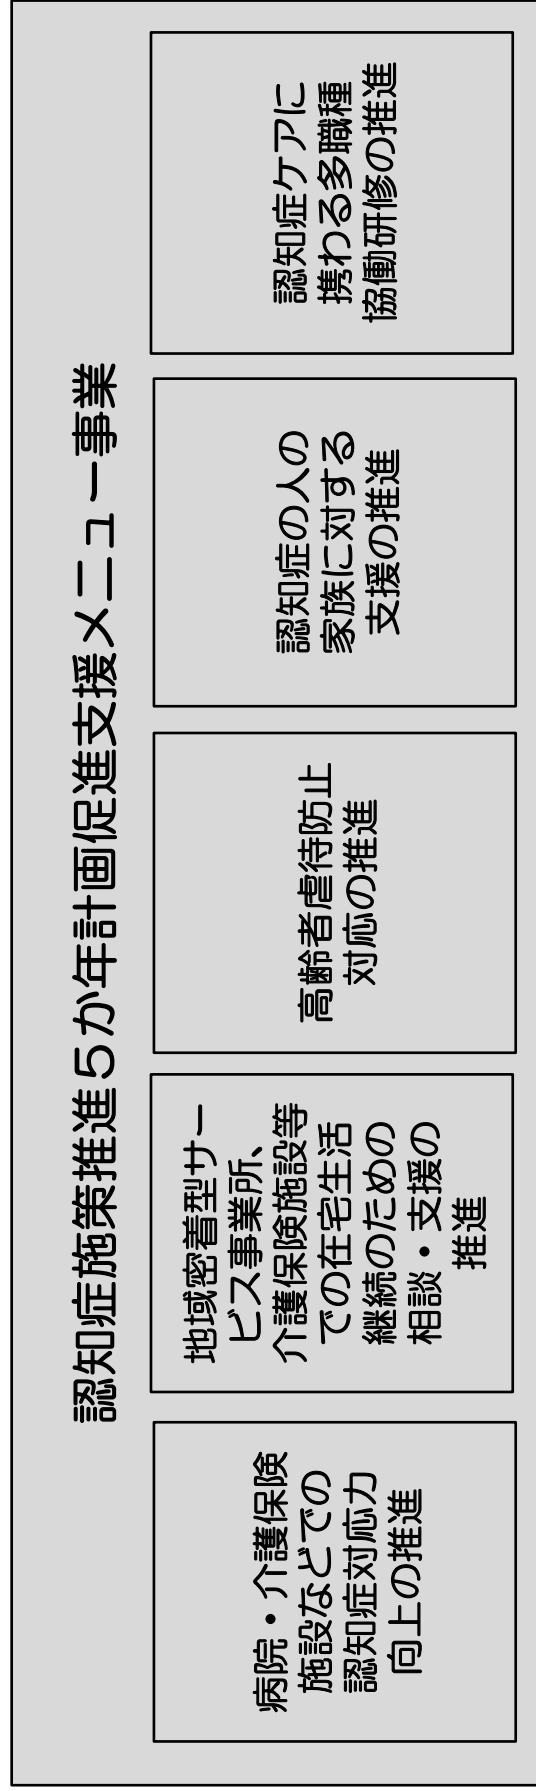 認知症施策推進５か年計画促進支援メニュー事業
病院・介護保険
施設などでの
認知症対応力
向上の推進
地域密着型サー
ビス事業所、
介護保険施設等
での在宅生活
継続のための
相談・支援の
推進
高齢者虐待防止
対応の推進
認知症の人の
家族に対する
支援の推進
認知症ケアに
携わる多職種
協働研修の推進